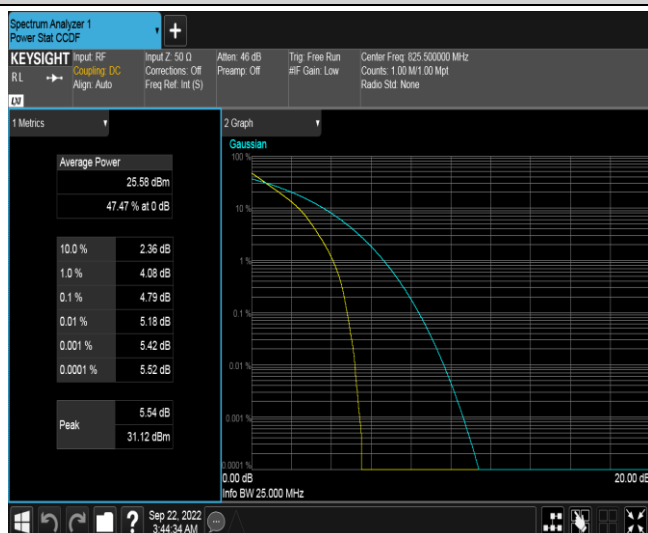 Spectrum Analyzer 1
Power Stat CCDF
+
KEYSIGHT
RL
LXI
Input: RF
Coupling: DC
Align: Auto
Input Z: 50 Ω
Corrections: Off
Freq Ref: Int (S)
Atten: 46 dB
Preamp: Off
Trig: Free Run
#IF Gain: Low
Center Freq: 825.500000 MHz
Counts: 1.00 M/1.00 Mpt
Radio Std: None
1 Metrics
Average Power
25.58 dBm
47.47 % at 0 dB
10.0 % 2.36 dB
1.0 % 4.08 dB
0.1 % 4.79 dB
0.01 % 5.18 dB
0.001 % 5.42 dB
0.0001 % 5.52 dB
Peak
5.54 dB
31.12 dBm
2 Graph
Gaussian
100 %
10 %
1 %
0.1 %
0.01 %
0.001 %
0.0001 %
0.00 dB
20.00 dB
Info BW 25.000 MHz
?
Sep 22, 2022
3:44:34 AM